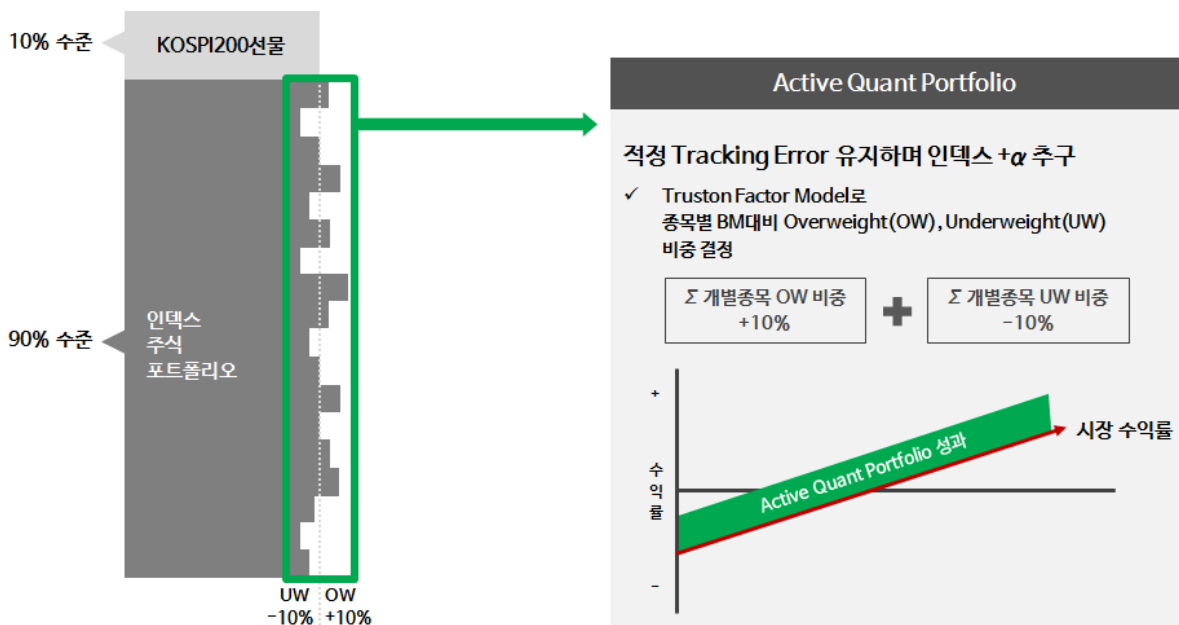 10% 수준
KOSPI200선물
90% 수준
인덱스
주식
포트폴리오
UW OW
-10% +10%
Active Quant Portfolio
적정 Tracking Error 유지하며 인덱스 +α 추구
✓ Truston Factor Model로
종목별 BM대비 Overweight(OW), Underweight(UW)
비중 결정
Σ 개별종목 OW 비중
+10%
+
Σ 개별종목 UW 비중
-10%
+
수
익
률
-
Active Quant Portfolio 성과
시장 수익률